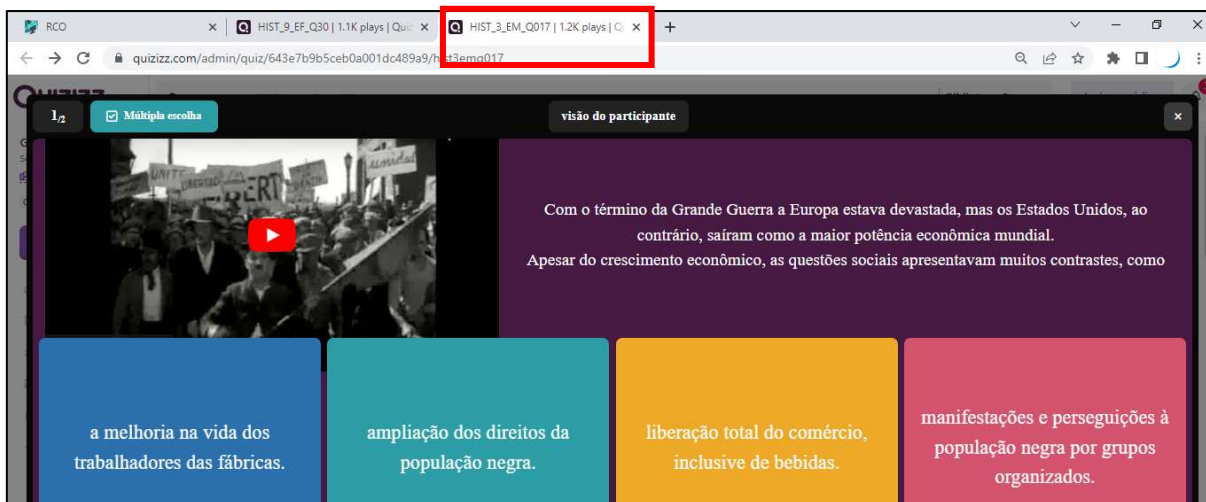 RCO
HIST_9_EF_Q30 | 1.1K plays | Quiz
HIST_3_EM_Q017 | 1.2K plays | Q
quizizz.com/admin/quiz/643e7b9b5ceb0a001dc489a9/hist3emq017
1/2
Múltipla escolha
visão do participante
UNITE
LIBERTAD
LIBERT
unidad
Com o término da Grande Guerra a Europa estava devastada, mas os Estados Unidos, ao
contrário, saíram como a maior potência econômica mundial.
Apesar do crescimento econômico, as questões sociais apresentavam muitos contrastes, como
a melhoria na vida dos
trabalhadores das fábricas.
ampliação dos direitos da
população negra.
liberação total do comércio,
inclusive de bebidas.
manifestações e perseguições à
população negra por grupos
organizados.